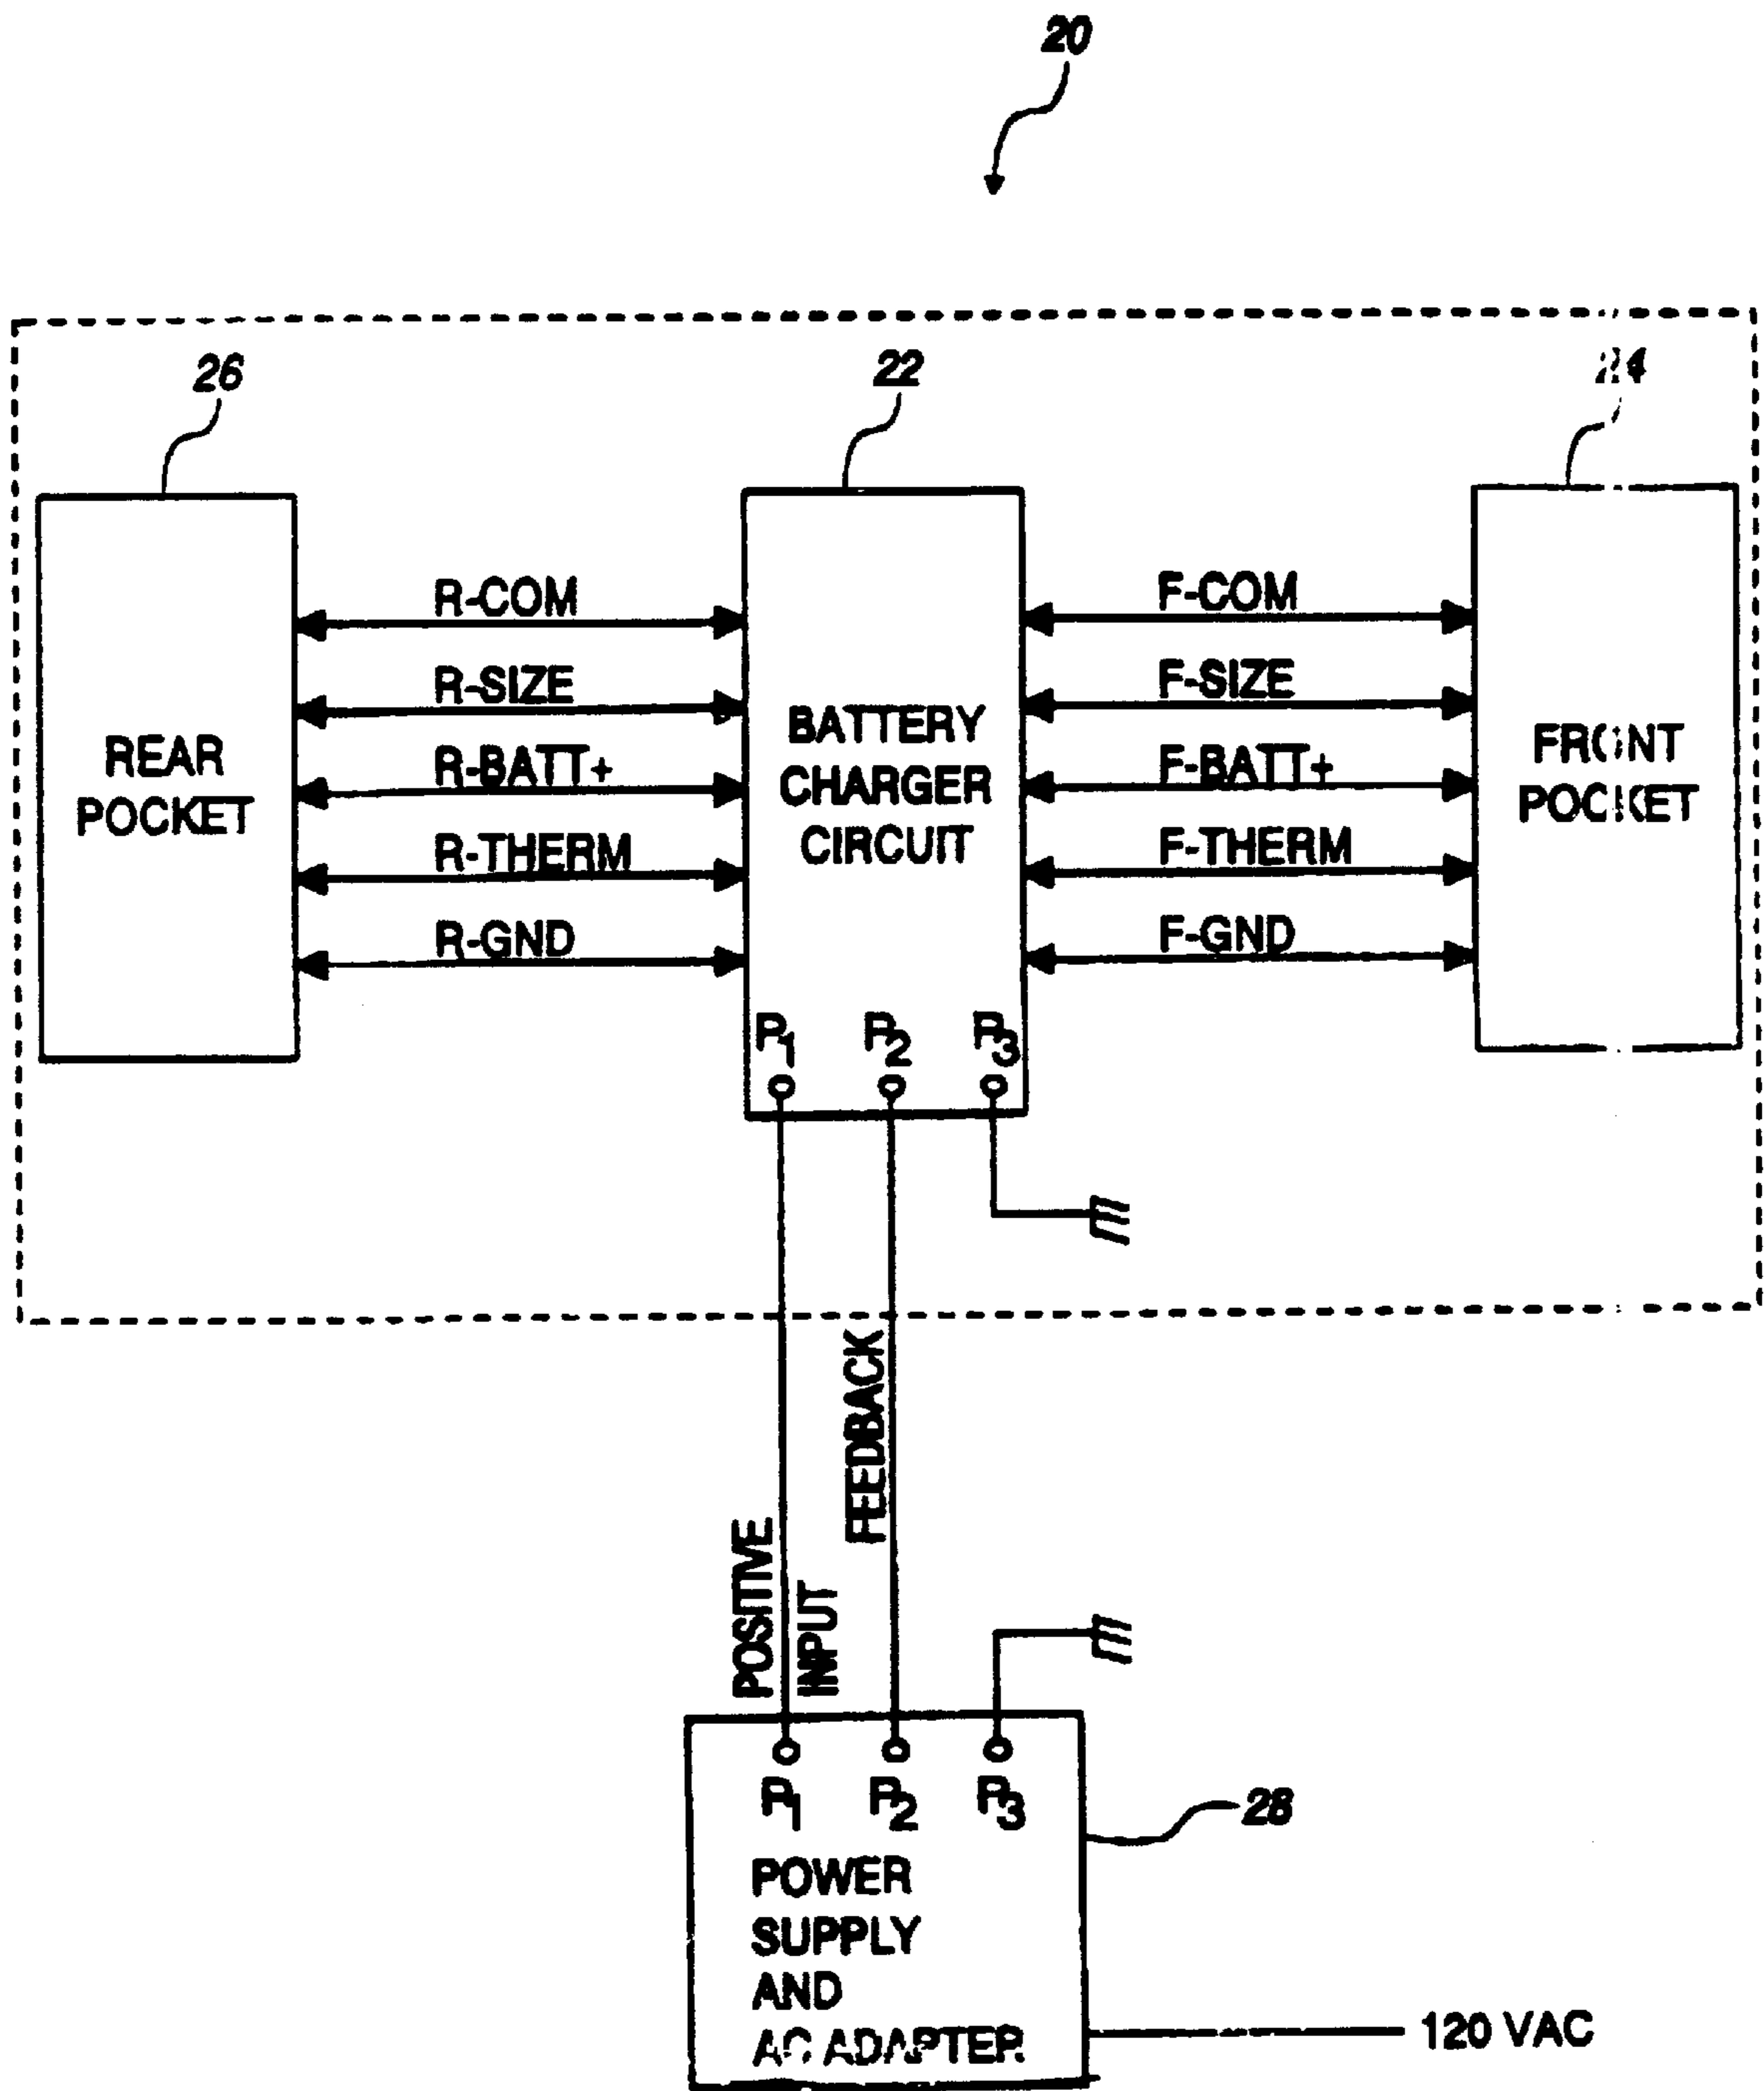 20
26
22
24
R-COM
R-SIZE
R-BATT+
R-THERM
R-GND
F-COM
F-SIZE
F-BATT+
F-THERM
F-GND
REAR
POCKET
BATTERY
CHARGER
CIRCUIT
FRONT
POCKET
P1 P2 P3
POSITIVE
INPUT
FEEDBACK
P1 P2 P3
28
POWER
SUPPLY
AND
AC ADAPTER
120 VAC